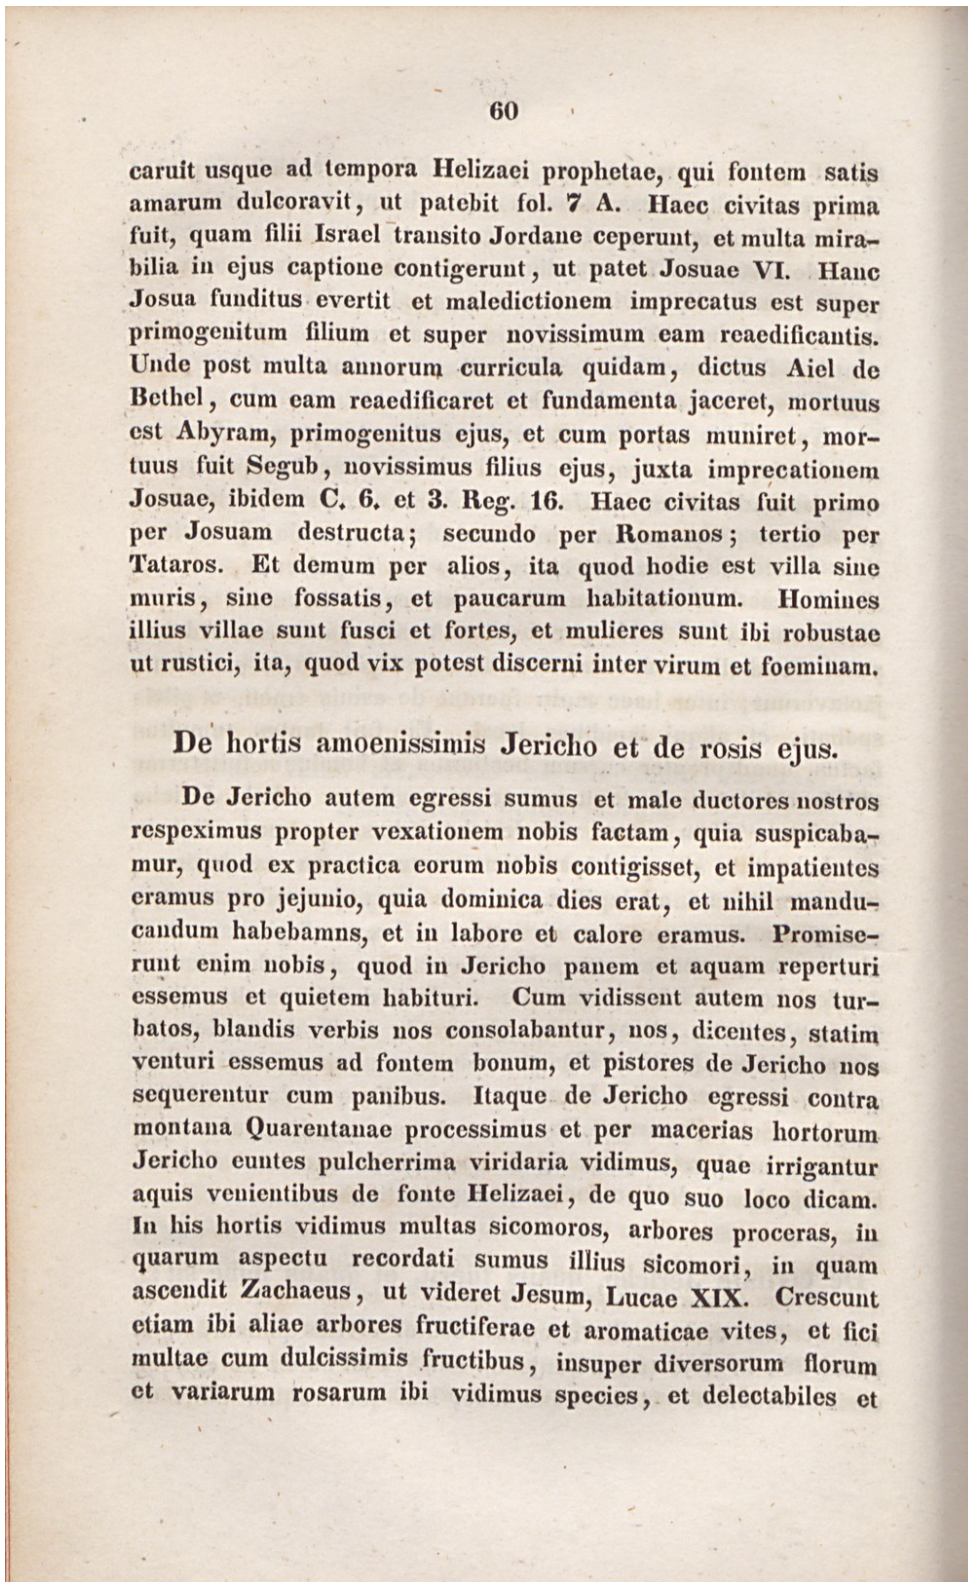 60
caruit usque ad tempora Helizaei prophetae, qui fontem satis
amarum dulcoravit, ut patebit fol. 7 A. Haec civitas prima
fuit, quam filii Israel transito Jordane ceperunt, et multa mira-
bilia in ejus captione contigerunt, ut patet Josuae VI. Hanc
Josua funditus evertit et maledictionem imprecatus est super
primogenitum filium et super novissimum eam reaedificantis.
Unde post multa annorum curricula quidam, dictus Aiel de
Bethel, cum eam reaedificaret et fundamenta jaceret, mortuus
est Abyram, primogenitus ejus, et cum portas muniret, mor-
tuus fuit Segub, novissimus filius ejus, juxta imprecationem
Josuae, ibidem C. 6. et 3. Reg. 16. Haec civitas fuit primo
per Josuam destructa; secundo per Romanos; tertio per
Tataros. Et demum per alios, ita quod hodie est villa sine
muris, sine fossatis, et paucarum habitationum. Homines
illius villae sunt fusci et fortes, et mulieres sunt ibi robustae
ut rustici, ita, quod vix potest discerni inter virum et foeminam.
De hortis amoenissimis Jericho et de rosis ejus.
De Jericho autem egressi sumus et male ductores nostros
respeximus propter vexationem nobis factam, quia suspicaba-
mur, quod ex practica eorum nobis contigisset, et impatientes
eramus pro jejunio, quia dominica dies erat, et nihil mandu-
candum habebamns, et in labore et calore eramus. Promise-
runt enim nobis, quod in Jericho panem et aquam reperturi
essemus et quietem habituri. Cum vidissent autem nos tur-
batos, blandis verbis nos consolabantur, nos, dicentes, statim
venturi essemus ad fontem bonum, et pistores de Jericho nos
sequerentur cum panibus. Itaque de Jericho egressi contra
montana Quarentanae processimus et per macerias hortorum
Jericho euntes pulcherrima viridaria vidimus, quae irrigantur
aquis venientibus de fonte Helizaei, de quo suo loco dicam.
In his hortis vidimus multas sicomoros, arbores proceras, in
quarum aspectu recordati sumus illius sicomori, in quam
ascendit Zachaeus, ut videret Jesum, Lucae XIX. Crescunt
etiam ibi aliae arbores fructiferae et aromaticae vites, et fici
multae cum dulcissimis fructibus, insuper diversorum florum
et variarum rosarum ibi vidimus species, et delectabiles et